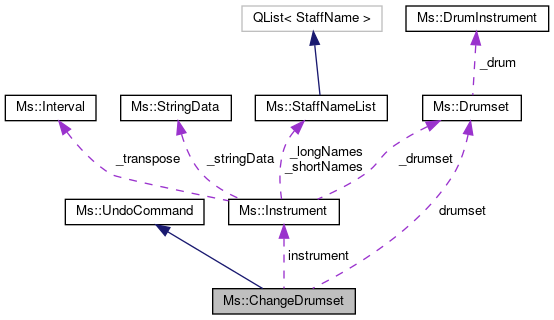 QList< StaffName >
Ms::DrumInstrument
_drum
Ms::Interval
Ms::StringData
Ms::StaffNameList
Ms::Drumset
_transpose
_stringData
_longNames
_shortNames
_drumset
Ms::UndoCommand
Ms::Instrument
drumset
instrument
Ms::ChangeDrumset